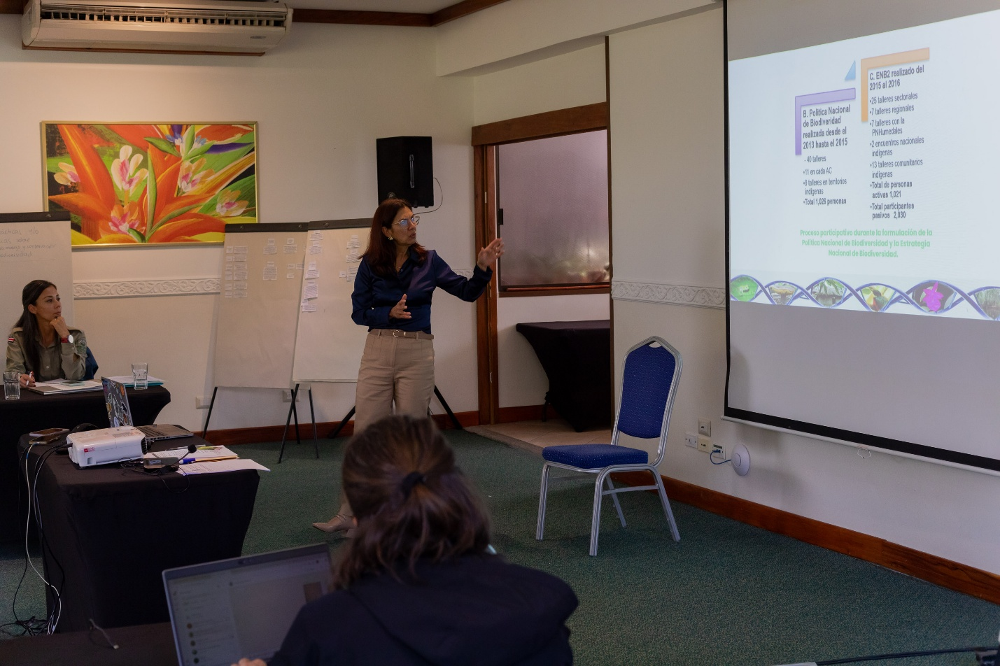 B. Política Nacional
de Biodiveridad
realizada desde el
2013 hasta el 2015
- 40 talleres
•11 en cada AC
•9 talleres en territorios
indígenas
•Total 1,026 personas
C. ENB2 realizado del
2015 al 2016
•25 talleres sectoriales
•7 talleres regionales
•7 talleres con la
PNHumedales
•2 encuentros nacionales
indígenas
•13 talleres comunitarios
indígenas
•Total de personas
activas 1,021
•Total participantes
pasivos 2,030
Proceso participativo durante la formulación de la
Política Nacional de Biodiversidad y la Estrategia
Nacional de Biodiversidad.